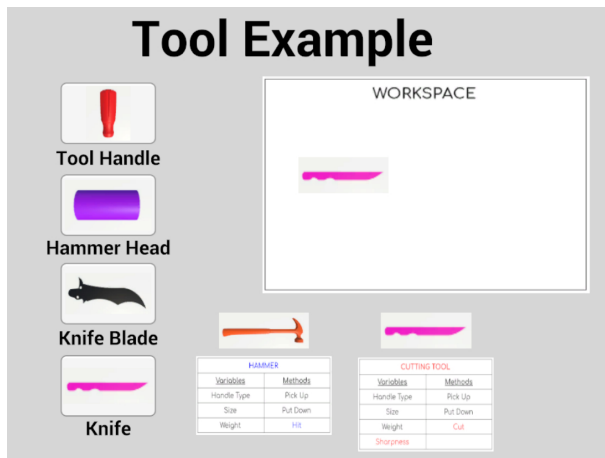 Tool Example
WORKSPACE
Tool Handle
Hammer Head
Knife Blade
Knife
HAMMER
Variables Methods
Handle Type Pick Up
Size Put Down
Weight Hit
CUTTING TOOL
Variables Methods
Handle Type Pick Up
Size Put Down
Weight Cut
Sharpness